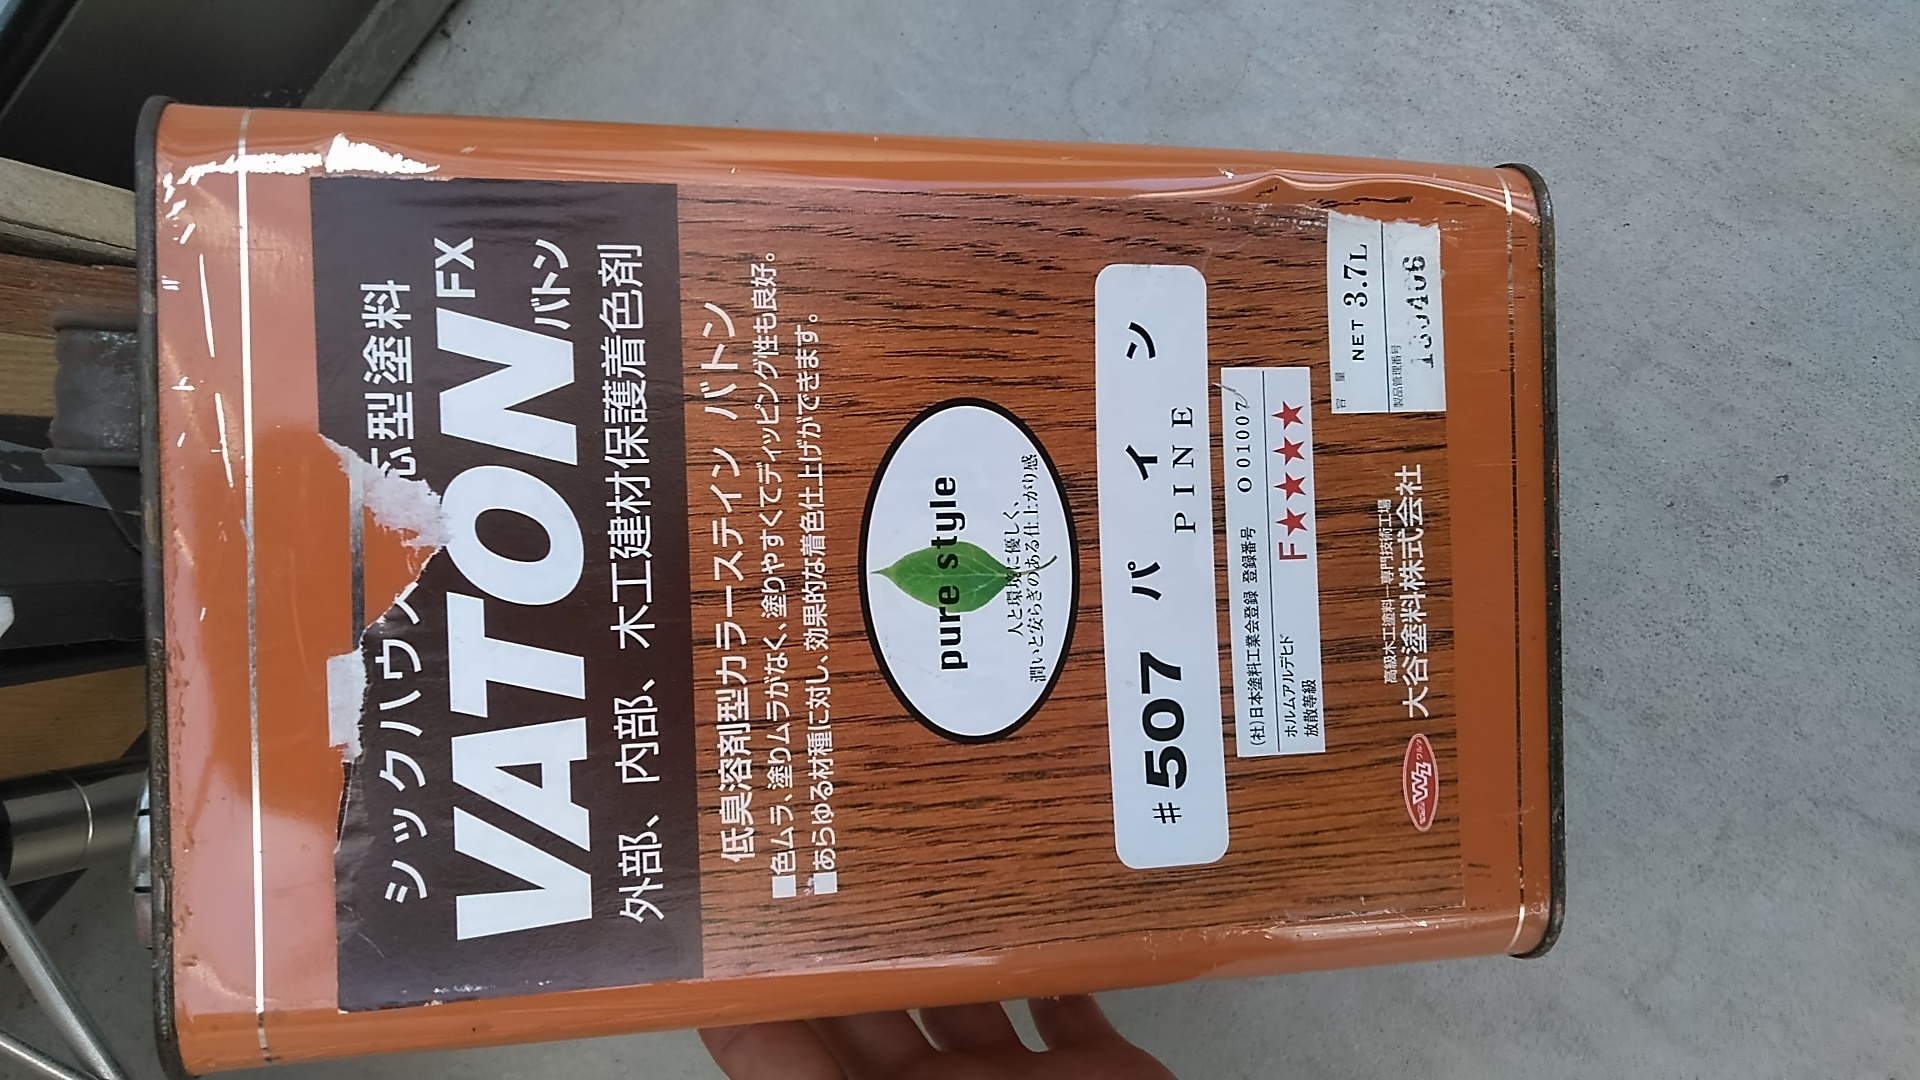 シックハウス 応型塗料
VATON FX
バトン
外部、内部、木工建材保護着色剤
低臭溶剤型カラーステイン バトン
■色ムラ、塗りムラがなく、塗りやすくてディッピング性も良好。
■あらゆる材種に対し、効果的な着色仕上げができます。
pure style
人と環境に優しく、
潤いと安らぎのある仕上がり感
#507 パイン
PINE
(社)日本塗料工業会登録 登録番号 O01007
ホルムアルデヒド
放散等級
F★★★★
容量 NET 3.7L
製品管理番号
高級木工塗料—専門技術工場
大谷塗料株式会社
ワルツ